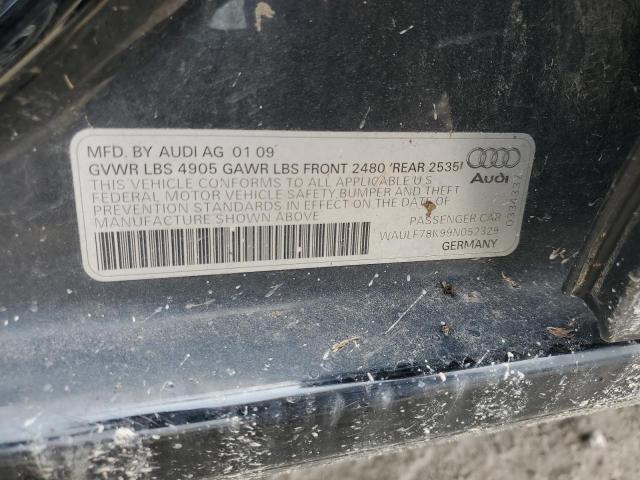 MFD. BY AUDI AG 01 09
GVWR LBS 4905 GAWR LBS FRONT 2480 REAR 2535
THIS VEHICLE CONFORMS TO ALL APPLICABLE U S
FEDERAL MOTOR VEHICLE SAFETY BUMPER AND THEFT
PREVENTION STANDARDS IN EFFECT ON THE DATE OF
MANUFACTURE SHOWN ABOVE
PASSENGER CAR
WAULF78K99N052329
GERMANY
Audi